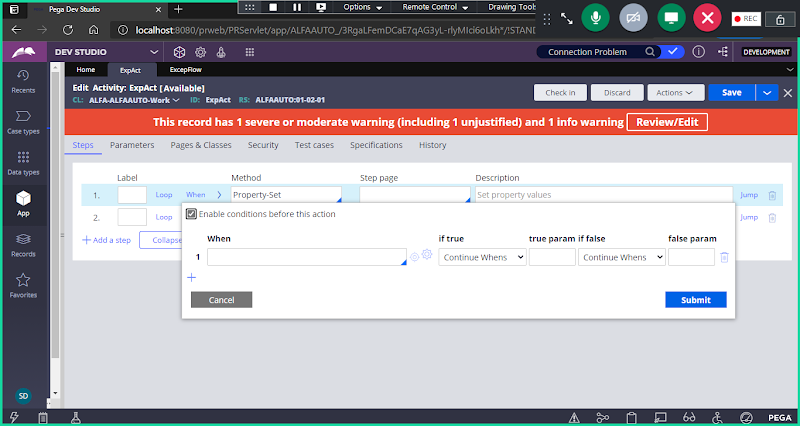 Pega Dev Studio
Options
Remote Control
Drawing Tools
REC
localhost:8080/prweb/PRServlet/app/ALFAAUTO_/3RgaLFemDCaE7qAG3yL-rlyMIci6oLkh*/!STAND
DEV STUDIO
Connection Problem
DEVELOPMENT
Recents
Case types
Data types
App
Records
Favorites
SD
Home
ExpAct
ExcepFlow
Edit Activity: ExpAct [Available]
CL: ALFA-ALFAAUTO-Work
ID: ExpAct
RS: ALFAAUTO:01-02-01
Check in
Discard
Actions
Save
This record has 1 severe or moderate warning (including 1 unjustified) and 1 info warning
Review/Edit
Steps
Parameters
Pages & Classes
Security
Test cases
Specifications
History
Label
Method
Step page
Description
1.
Loop
When
Property-Set
Set property values
Jump
2.
Loop
Jump
+ Add a step
Collapse
Enable conditions before this action
When
if true
true param
if false
false param
1
Continue Whens
Continue Whens
+
Cancel
Submit
PEGA